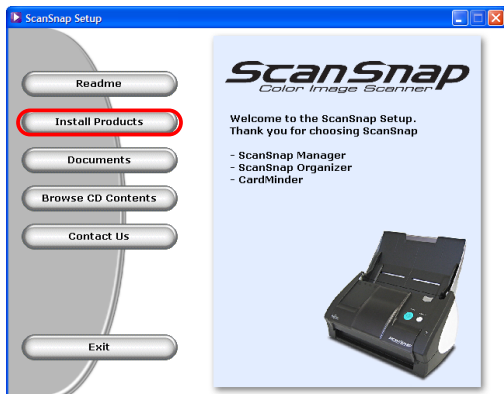 ScanSnap Setup
Readme
Install Products
Documents
Browse CD Contents
Contact Us
Exit
ScanSnap
Color Image Scanner
Welcome to the ScanSnap Setup.
Thank you for choosing ScanSnap
- ScanSnap Manager
- ScanSnap Organizer
- CardMinder